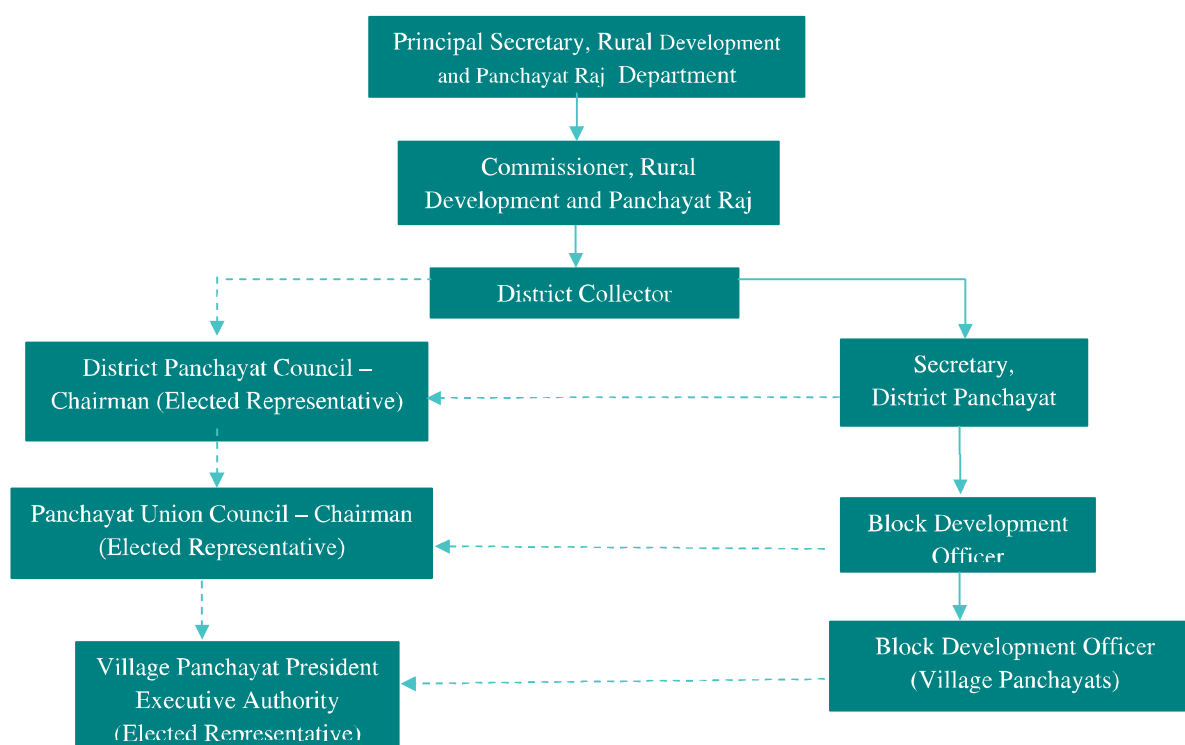 Principal Secretary, Rural Development
and Panchayat Raj Department
Commissioner, Rural
Development and Panchayat Raj
District Collector
District Panchayat Council –
Chairman (Elected Representative)
Secretary,
District Panchayat
Panchayat Union Council – Chairman
(Elected Representative)
Block Development
Officer
Village Panchayat President
Executive Authority
(Elected Representative)
Block Development Officer
(Village Panchayats)